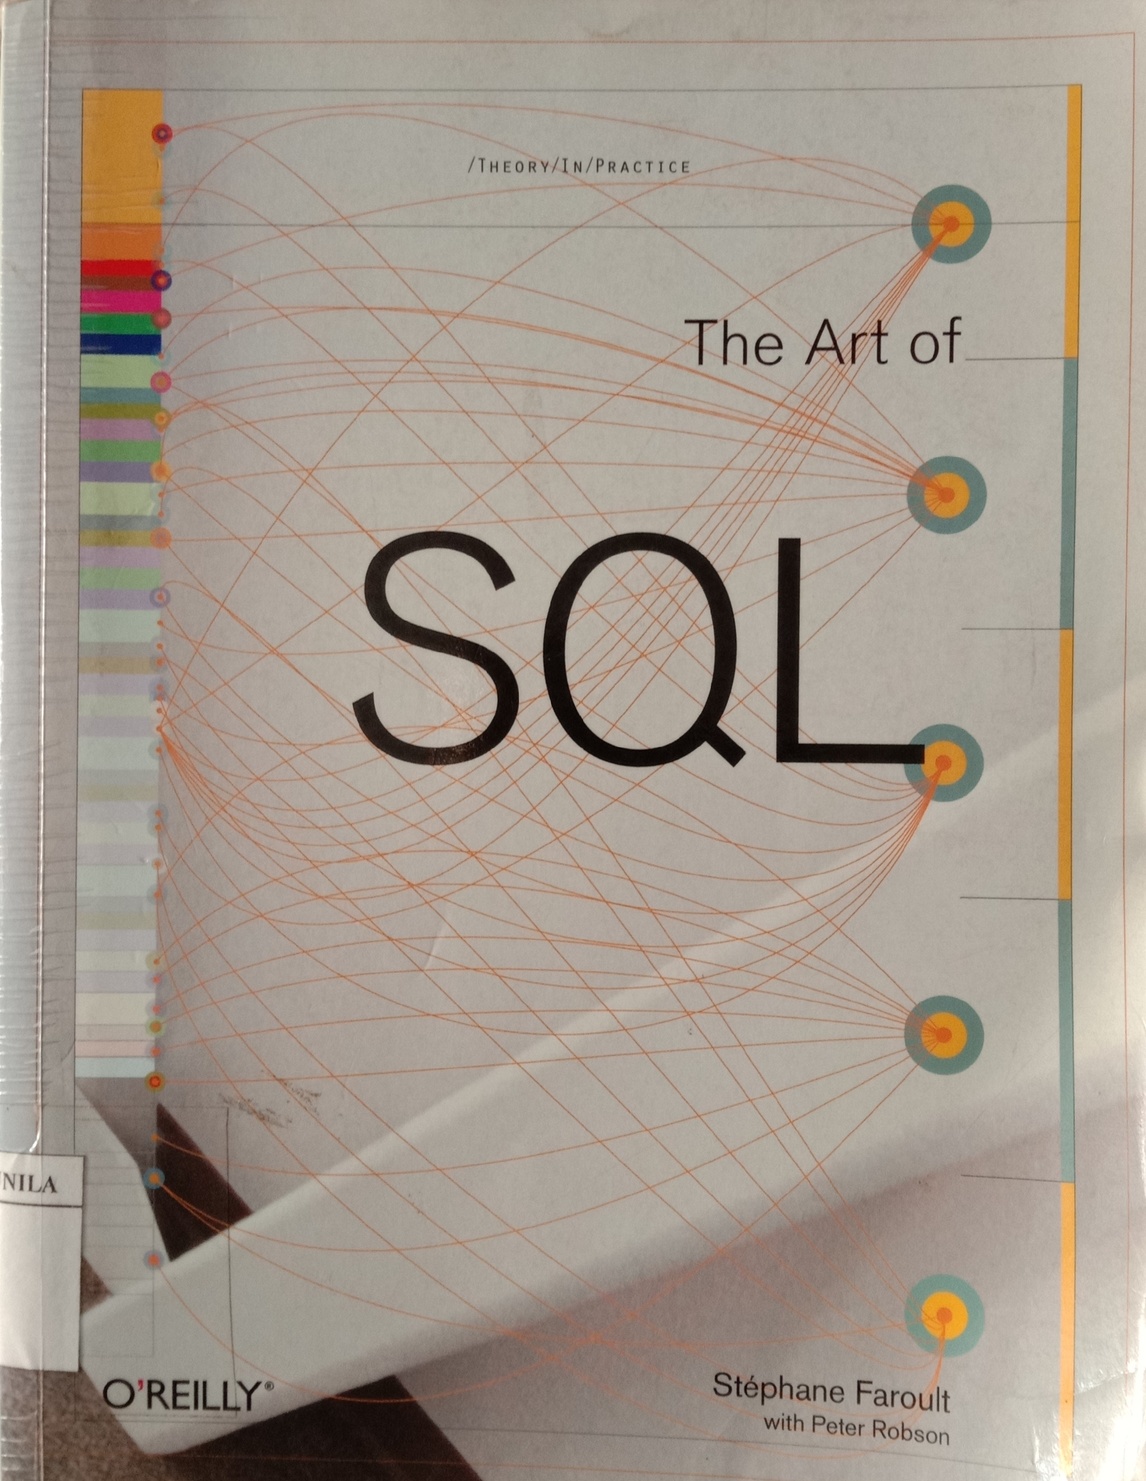 /THEORY/IN/PRACTICE
The Art of
SQL
NILA
O'REILLY®
Stéphane Faroult
with Peter Robson